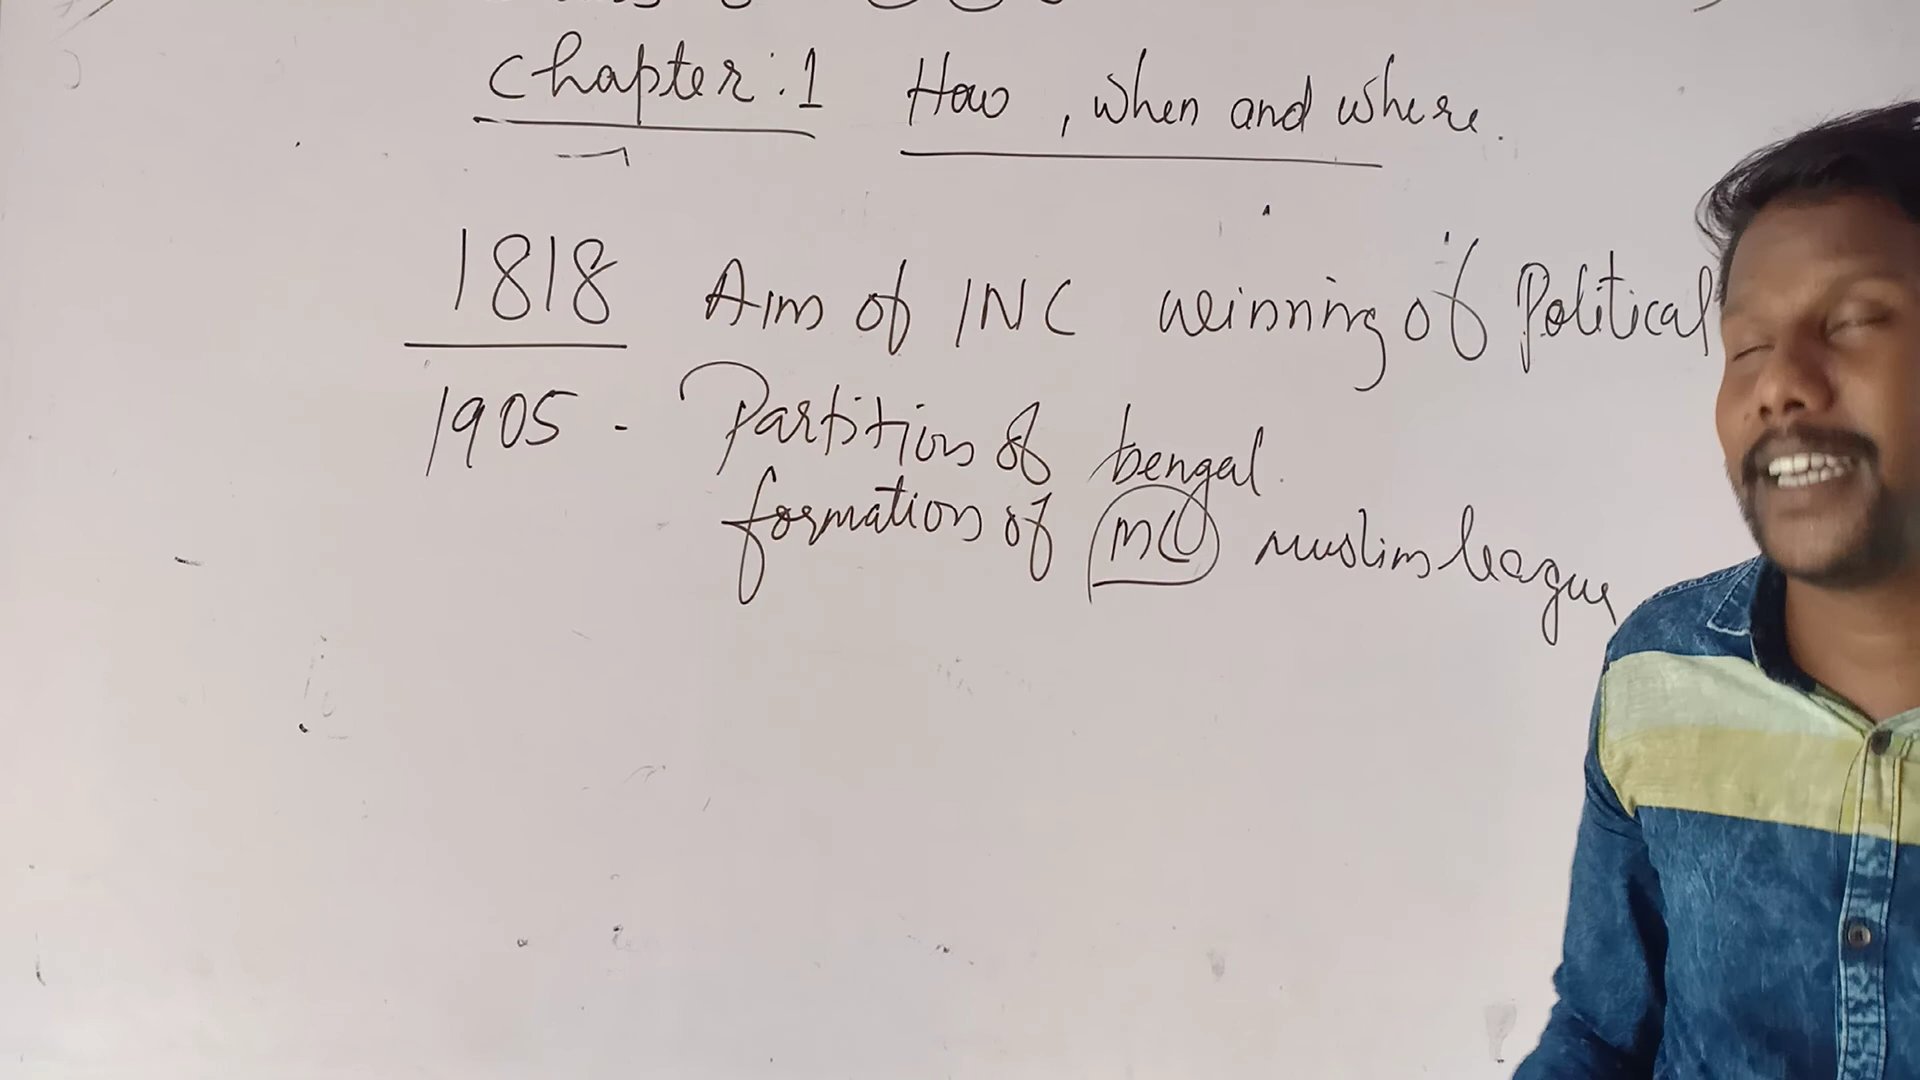 Chapter : 1 How , when and where.
1818 Aim of INC winning of Political
1905 - Partition of bengal.
formation of ML muslim league